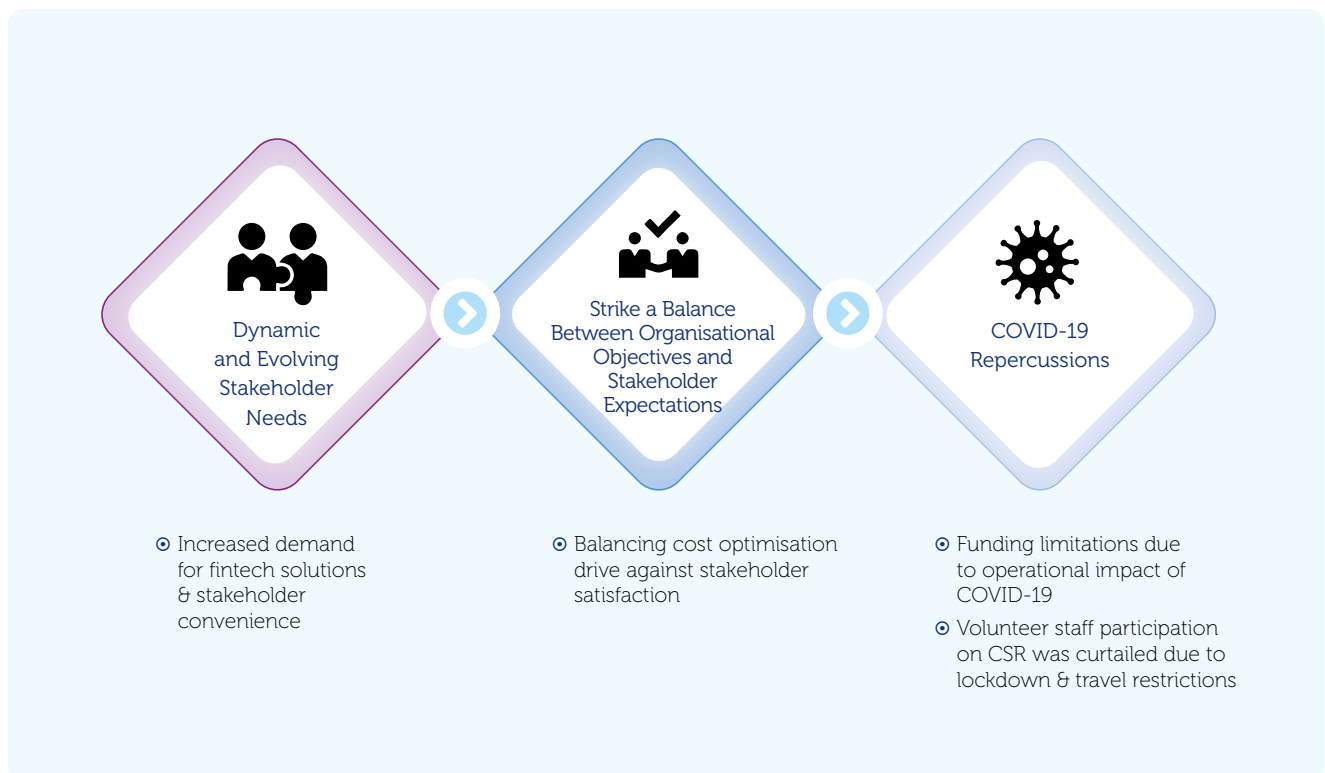 Dynamic
and Evolving
Stakeholder
Needs
Strike a Balance
Between Organisational
Objectives and
Stakeholder
Expectations
COVID-19
Repercussions
Increased demand
for fintech solutions
& stakeholder
convenience
Balancing cost optimisation
drive against stakeholder
satisfaction
Funding limitations due
to operational impact of
COVID-19
Volunteer staff participation
on CSR was curtailed due to
lockdown & travel restrictions